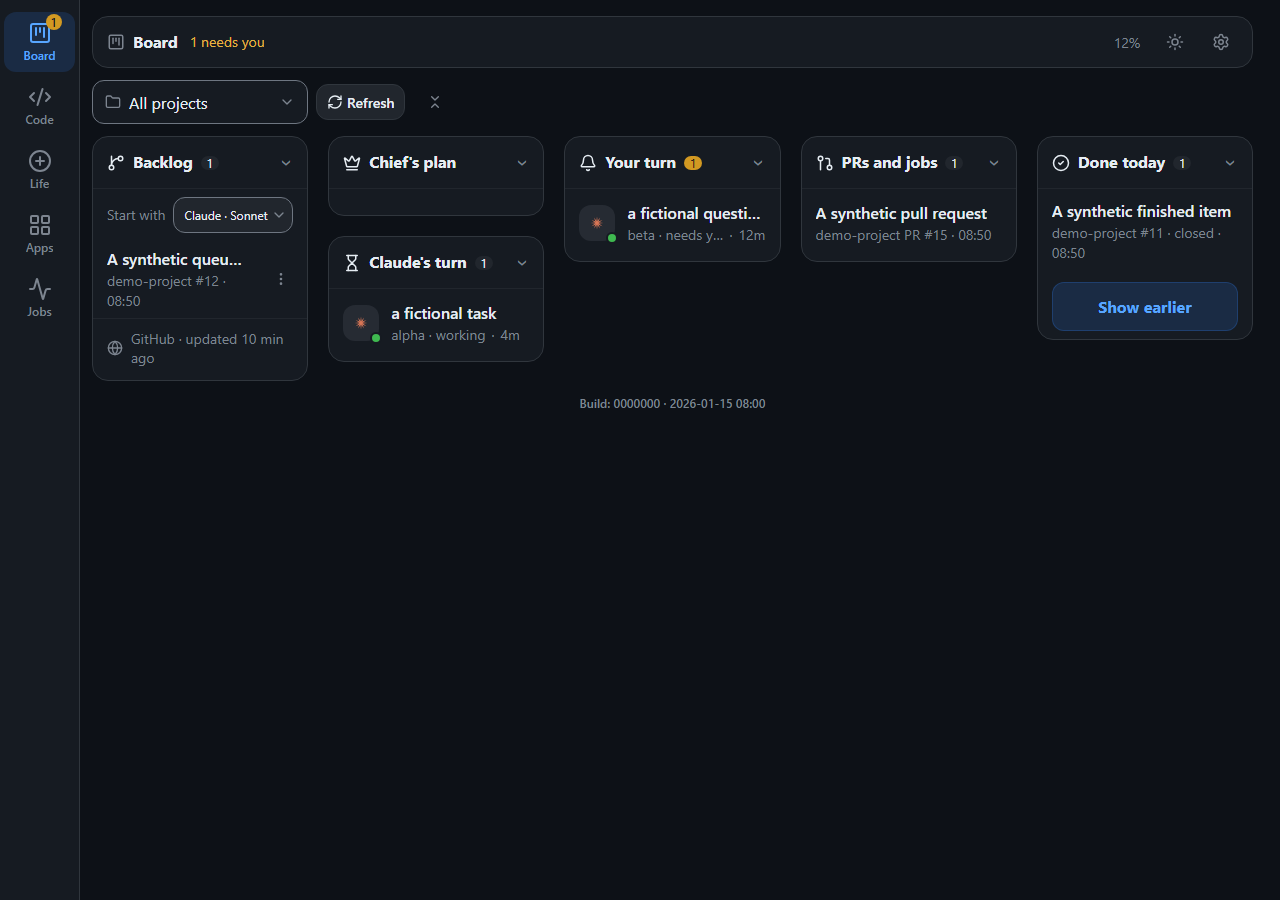 1
Board
Code
Life
Apps
Jobs
Board 1 needs you
12%
All projects
Refresh
Backlog 1
Start with Claude · Sonnet
A synthetic queu...
demo-project #12 ·
08:50
GitHub · updated 10 min
ago
Chief's plan
Claude's turn 1
a fictional task
alpha · working · 4m
Your turn 1
a fictional questi...
beta · needs y... · 12m
PRs and jobs 1
A synthetic pull request
demo-project PR #15 · 08:50
Done today 1
A synthetic finished item
demo-project #11 · closed ·
08:50
Show earlier
Build: 0000000 · 2026-01-15 08:00